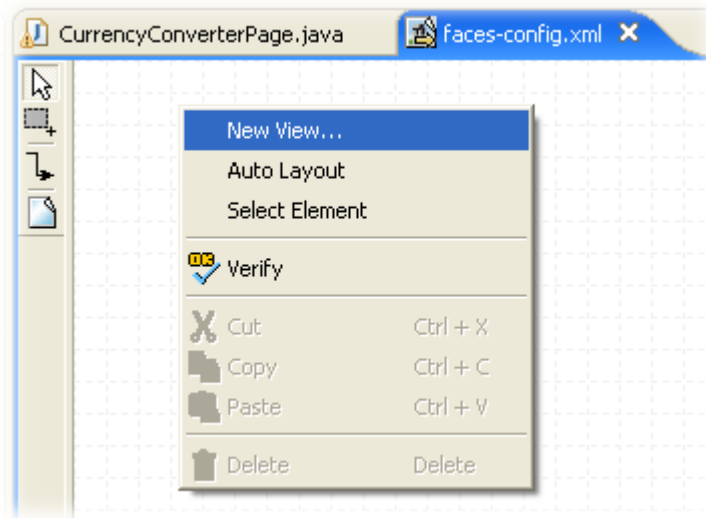 CurrencyConverterPage.java faces-config.xml
New View...
Auto Layout
Select Element
Verify
Cut Ctrl + X
Copy Ctrl + C
Paste Ctrl + V
Delete Delete